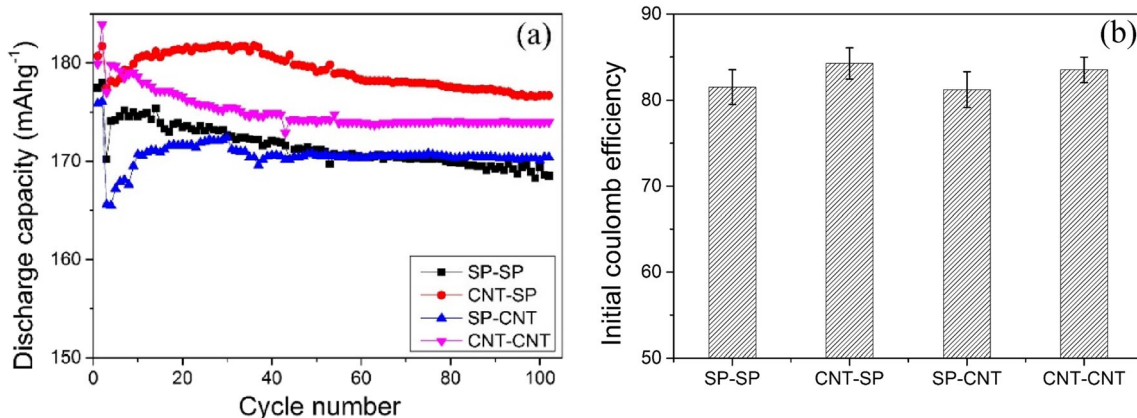 (a)
Discharge capacity (mAhg-1)
180
170
160
150
0
20
40
60
80
100
Cycle number
SP-SP
CNT-SP
SP-CNT
CNT-CNT
(b)
Initial coulomb efficiency
90
80
70
60
50
SP-SP
CNT-SP
SP-CNT
CNT-CNT